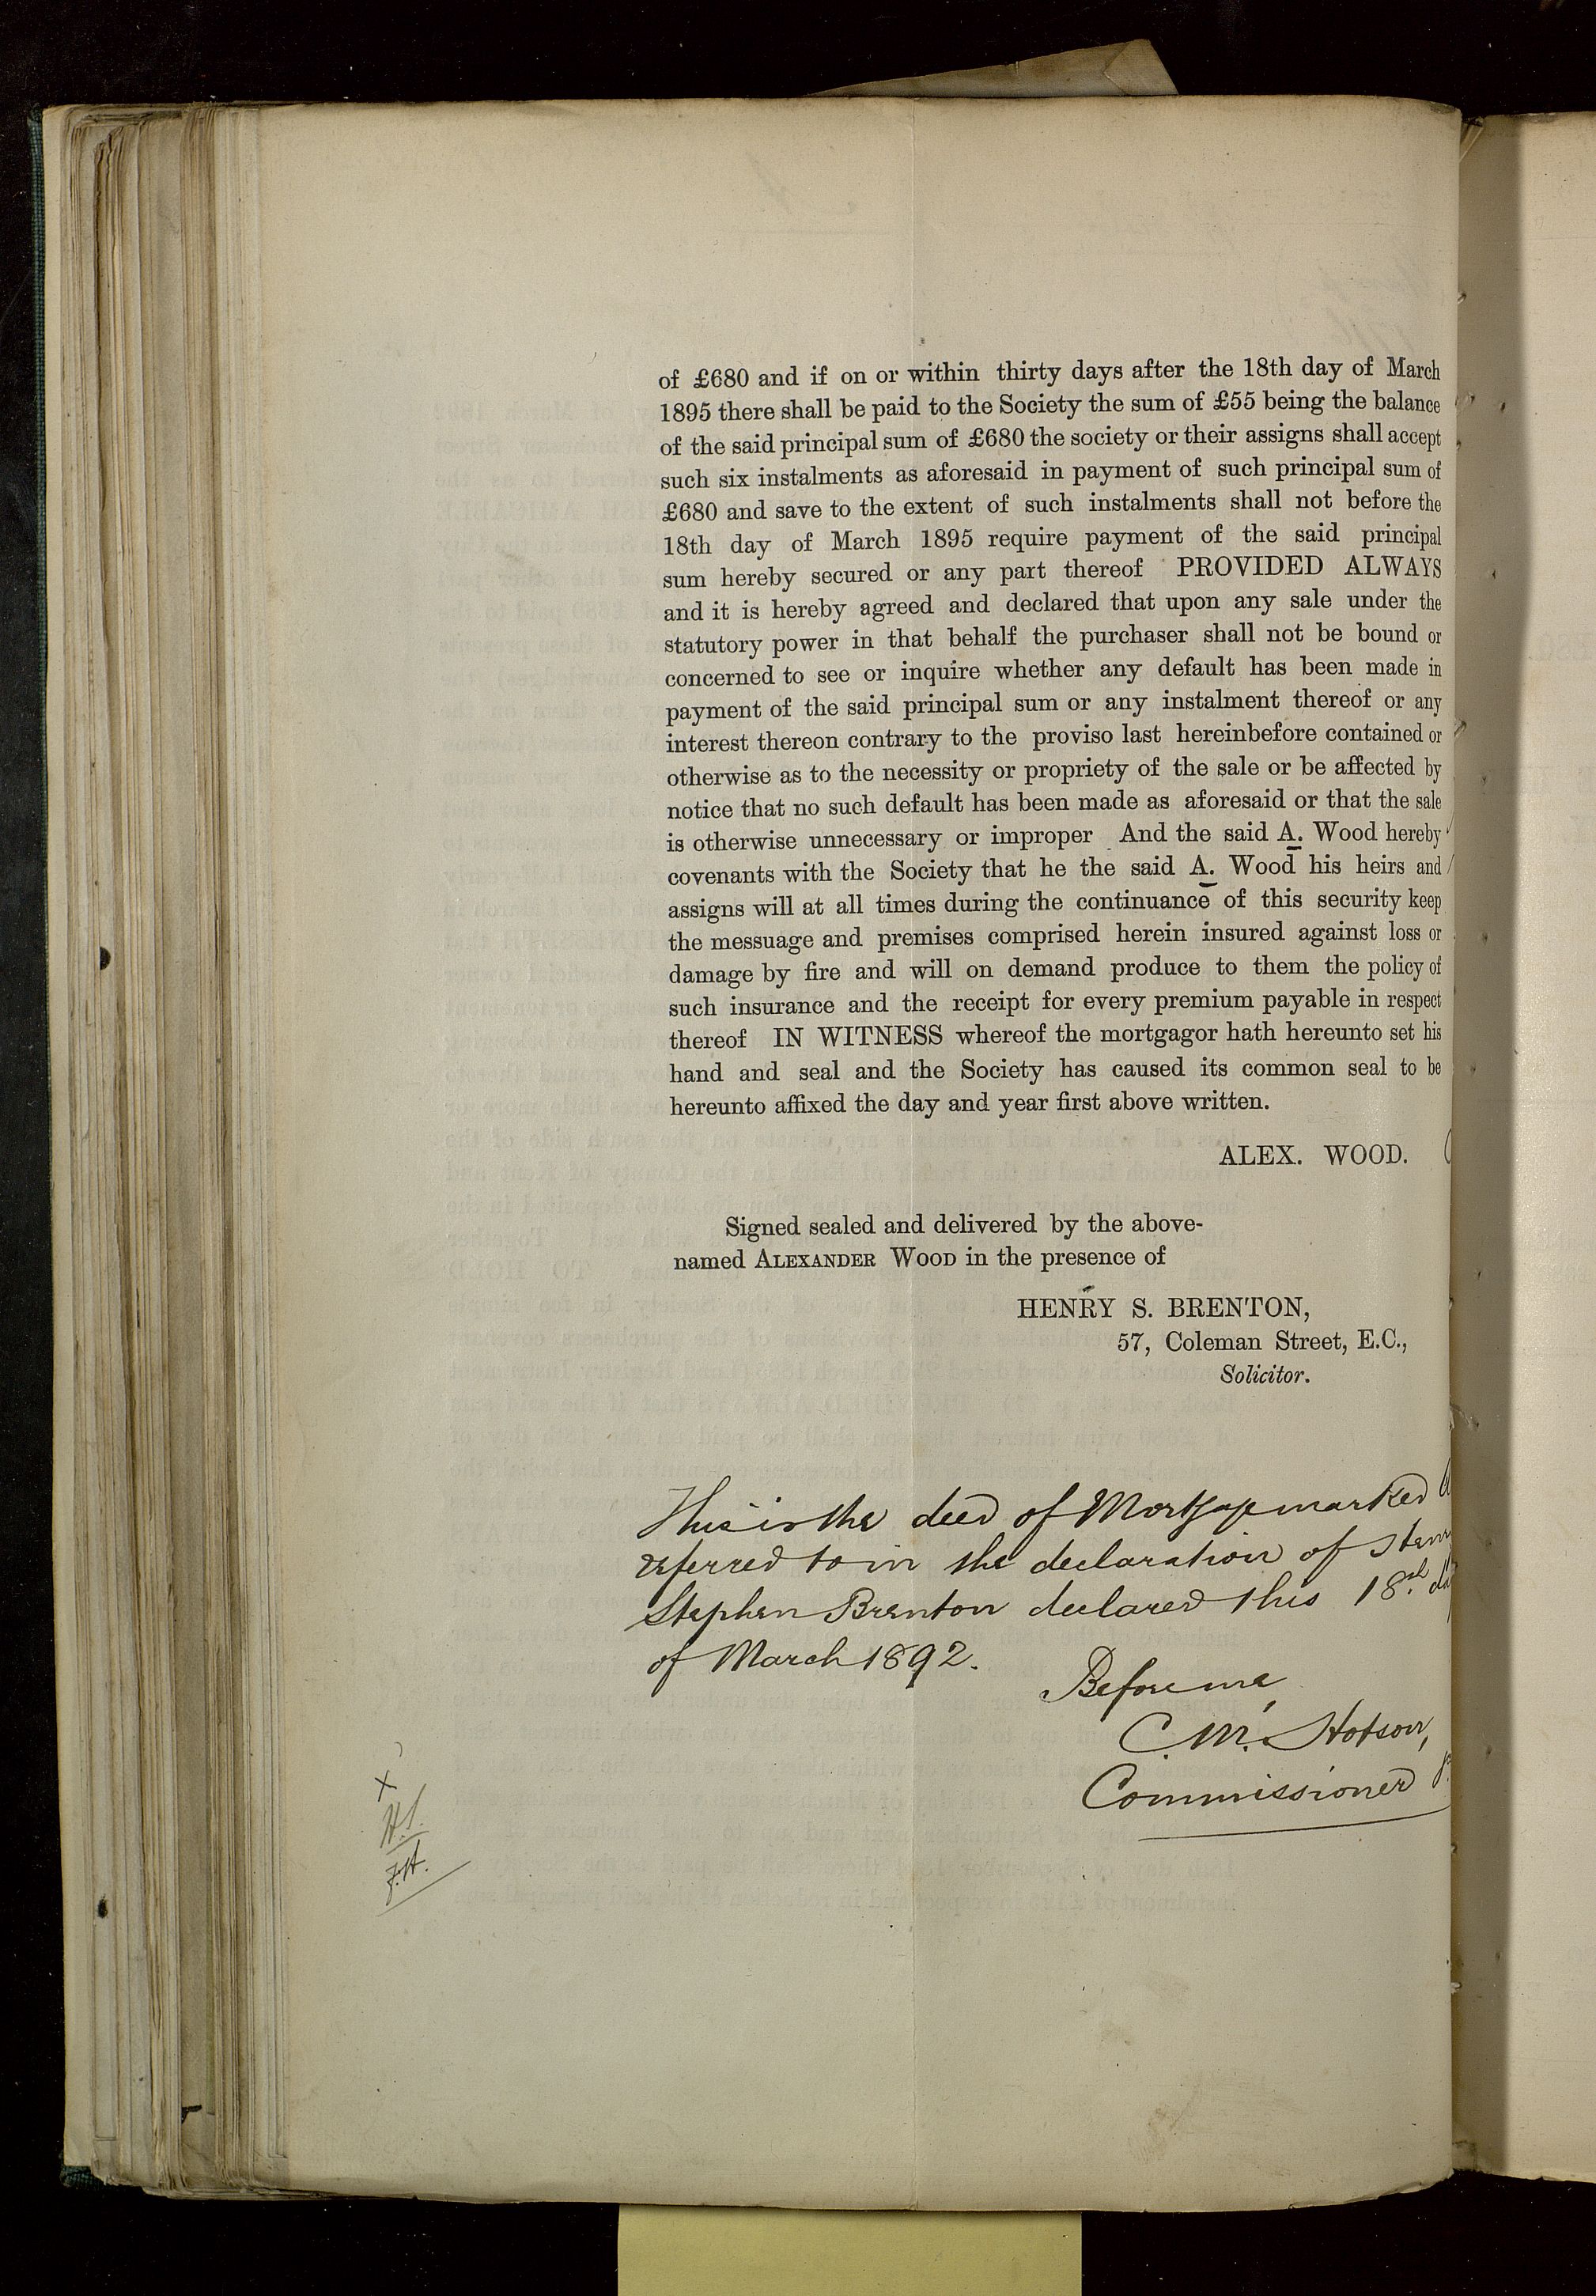 of £680 and if on or within thirty days after the 18th day of March
1895 there shall be paid to the Society the sum of £55 being the balance
of the said principal sum of £680 the society or their assigns shall accept
such six instalments as aforesaid in payment of such principal sum of
£680 and save to the extent of such instalments shall not before the
18th day of March 1895 require payment of the said principal
sum hereby secured or any part thereof PROVIDED ALWAYS
and it is hereby agreed and declared that upon any sale under the
statutory power in that behalf the purchaser shall not be bound or
concerned to see or inquire whether any default has been made in
payment of the said principal sum or any instalment thereof or any
interest thereon contrary to the proviso last hereinbefore contained or
otherwise as to the necessity or propriety of the sale or be affected by
notice that no such default has been made as aforesaid or that the sale
is otherwise unnecessary or improper And the said A. Wood hereby
covenants with the Society that he the said A. Wood his heirs and
assigns will at all times during the continuance of this security keep
the messuage and premises comprised herein insured against loss or
damage by fire and will on demand produce to them the policy of
such insurance and the receipt for every premium payable in respect
thereof IN WITNESS whereof the mortgagor hath hereunto set his
hand and seal and the Society has caused its common seal to be
hereunto affixed the day and year first above written.
ALEX. WOOD.
Signed sealed and delivered by the above-
named ALEXANDER WOOD in the presence of
HENRY S. BRENTON,
57, Coleman Street, E.C.,
Solicitor.
This is the deed of Mortgage marked
referred to in the declaration of
Stephen Brenton declared this 18th
of March 1892.
Before me,
C. M. Hotson,
Commissioner
X
H.S.